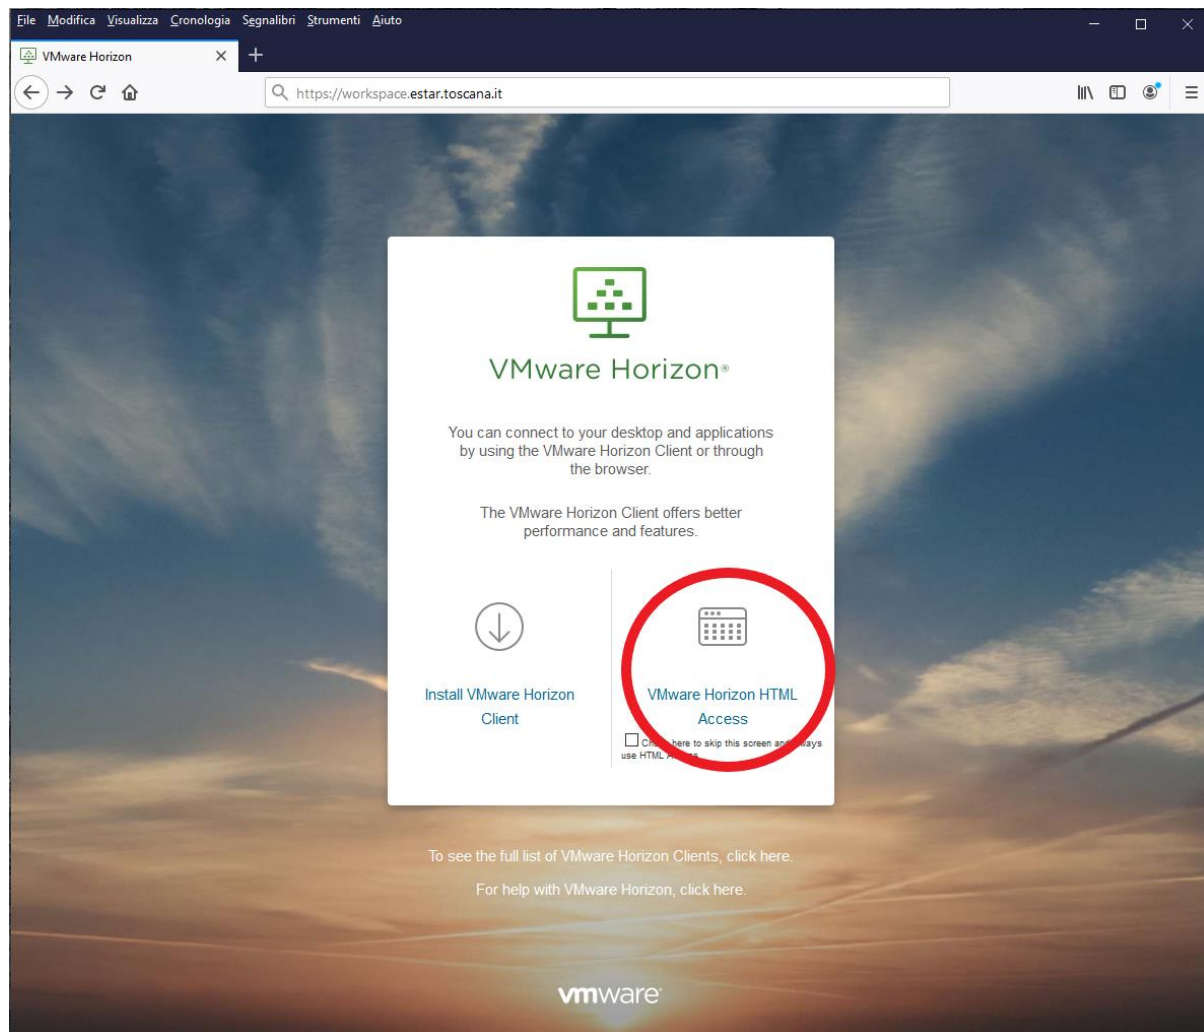 File Modifica Visualizza Cronologia Segnalibri Strumenti Aiuto
VMware Horizon
https://workspace.estar.toscana.it
VMware Horizon®
You can connect to your desktop and applications
by using the VMware Horizon Client or through
the browser.
The VMware Horizon Client offers better
performance and features.
Install VMware Horizon
Client
VMware Horizon HTML
Access
here to skip this screen and
use HTML
To see the full list of VMware Horizon Clients, click here.
For help with VMware Horizon, click here.
vmware